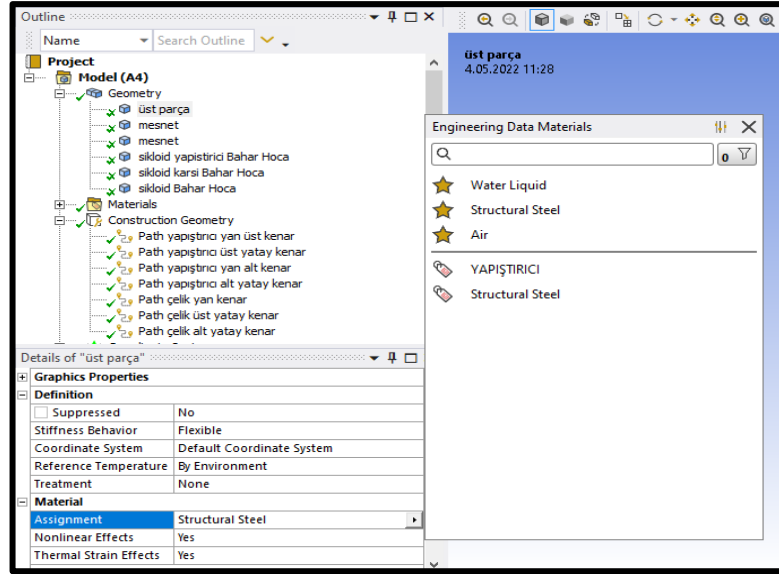 Outline
Name
Search Outline
Project
Model (A4)
Geometry
üst parça
mesnet
mesnet
sikloid yapistirici Bahar Hoca
sikloid karsi Bahar Hoca
sikloid Bahar Hoca
Materials
Construction Geometry
Path yapıştırıcı yan üst kenar
Path yapıştırıcı üst yatay kenar
Path yapıştırıcı yan alt kenar
Path yapıştırıcı alt yatay kenar
Path çelik yan kenar
Path çelik üst yatay kenar
Path çelik alt yatay kenar
Details of "üst parça"
Graphics Properties
Definition
Suppressed No
Stiffness Behavior Flexible
Coordinate System Default Coordinate System
Reference Temperature By Environment
Treatment None
Material
Assignment Structural Steel
Nonlinear Effects Yes
Thermal Strain Effects Yes
üst parça
4.05.2022 11:28
Engineering Data Materials
0
Water Liquid
Structural Steel
Air
YAPIŞTIRICI
Structural Steel